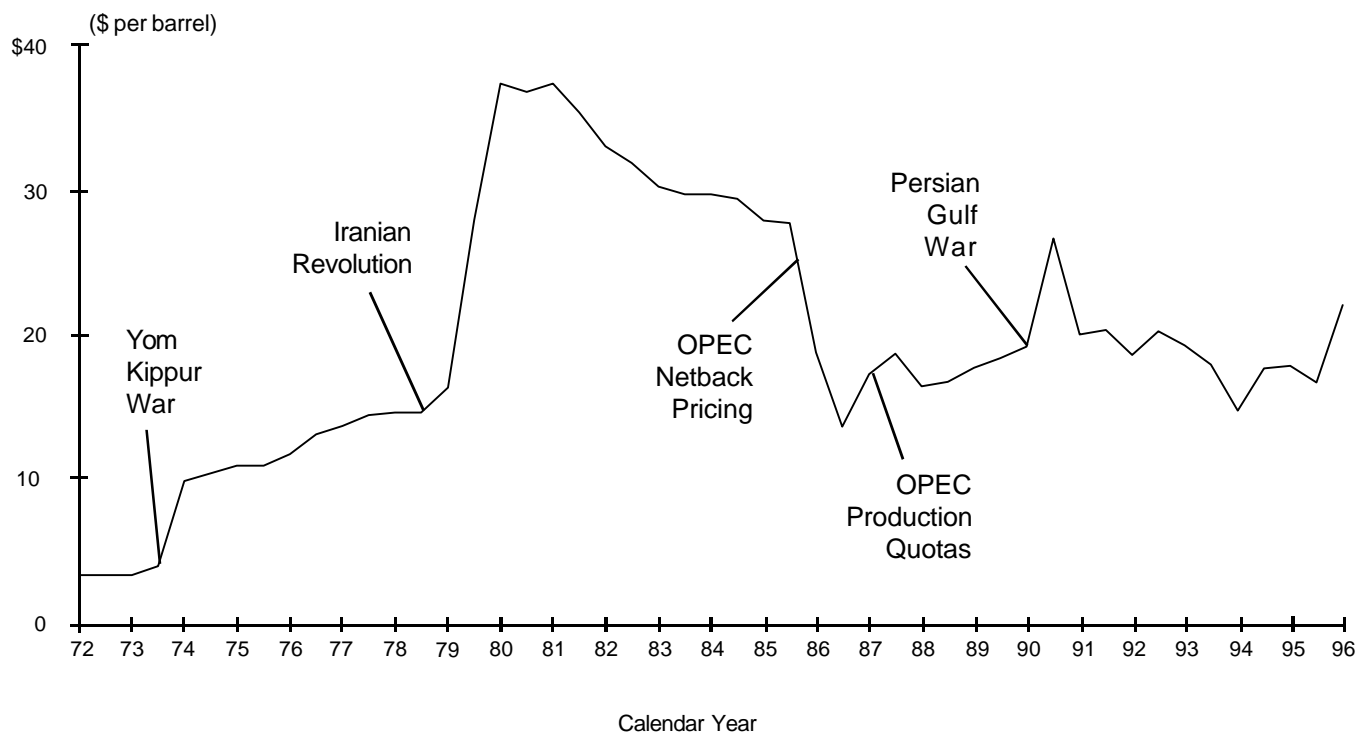 ($ per barrel)
$40
30
20
10
0
Yom
Kippur
War
Iranian
Revolution
OPEC
Netback
Pricing
OPEC
Production
Quotas
Persian
Gulf
War
72 73 74 75 76 77 78 79 80 81 82 83 84 85 86 87 88 89 90 91 92 93 94 95 96
Calendar Year